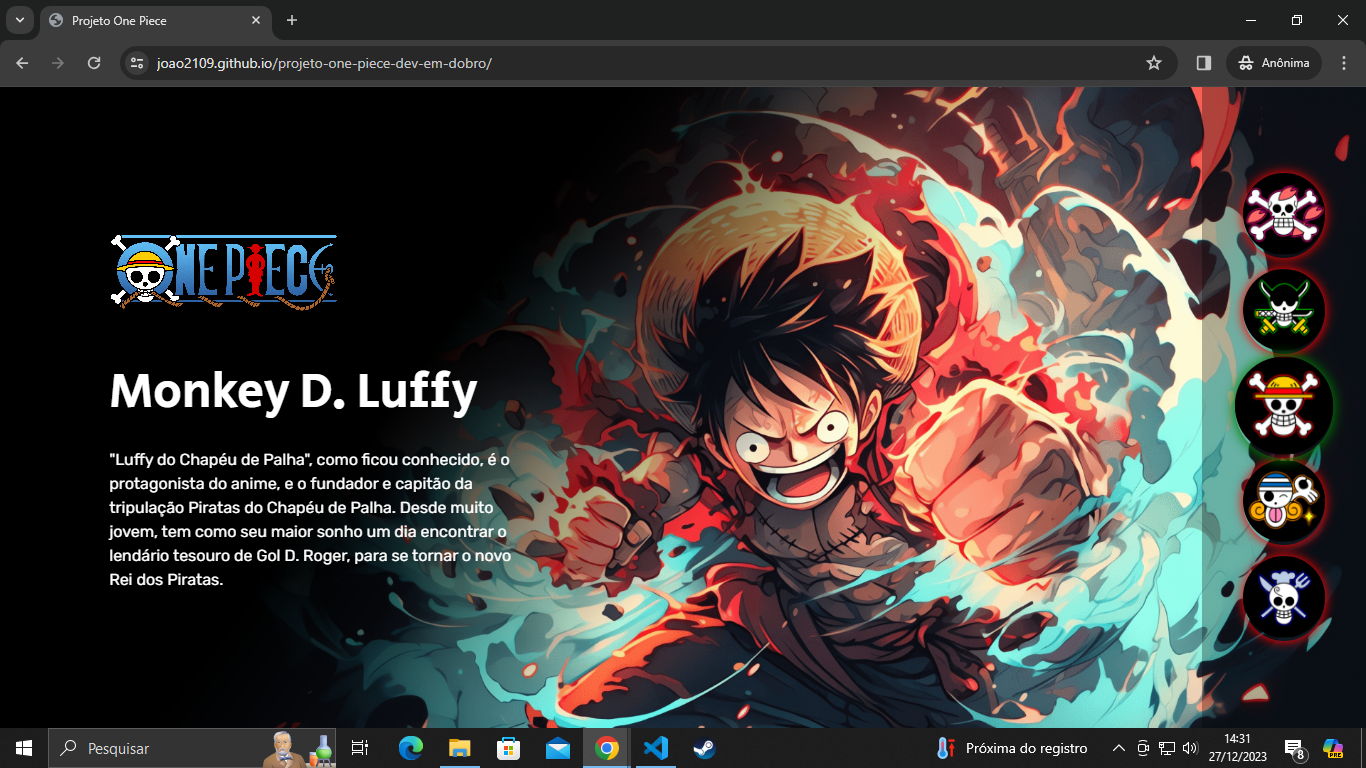 Projeto One Piece
joao2109.github.io/projeto-one-piece-dev-em-dobro/
Anônima
ONE PIECE
Monkey D. Luffy
"Luffy do Chapéu de Palha", como ficou conhecido, é o
protagonista do anime, e o fundador e capitão da
tripulação Piratas do Chapéu de Palha. Desde muito
jovem, tem como seu maior sonho um dia encontrar o
lendário tesouro de Gol D. Roger, para se tornar o novo
Rei dos Piratas.
Pesquisar
Próxima do registro
14:31
27/12/2023
8
PRE